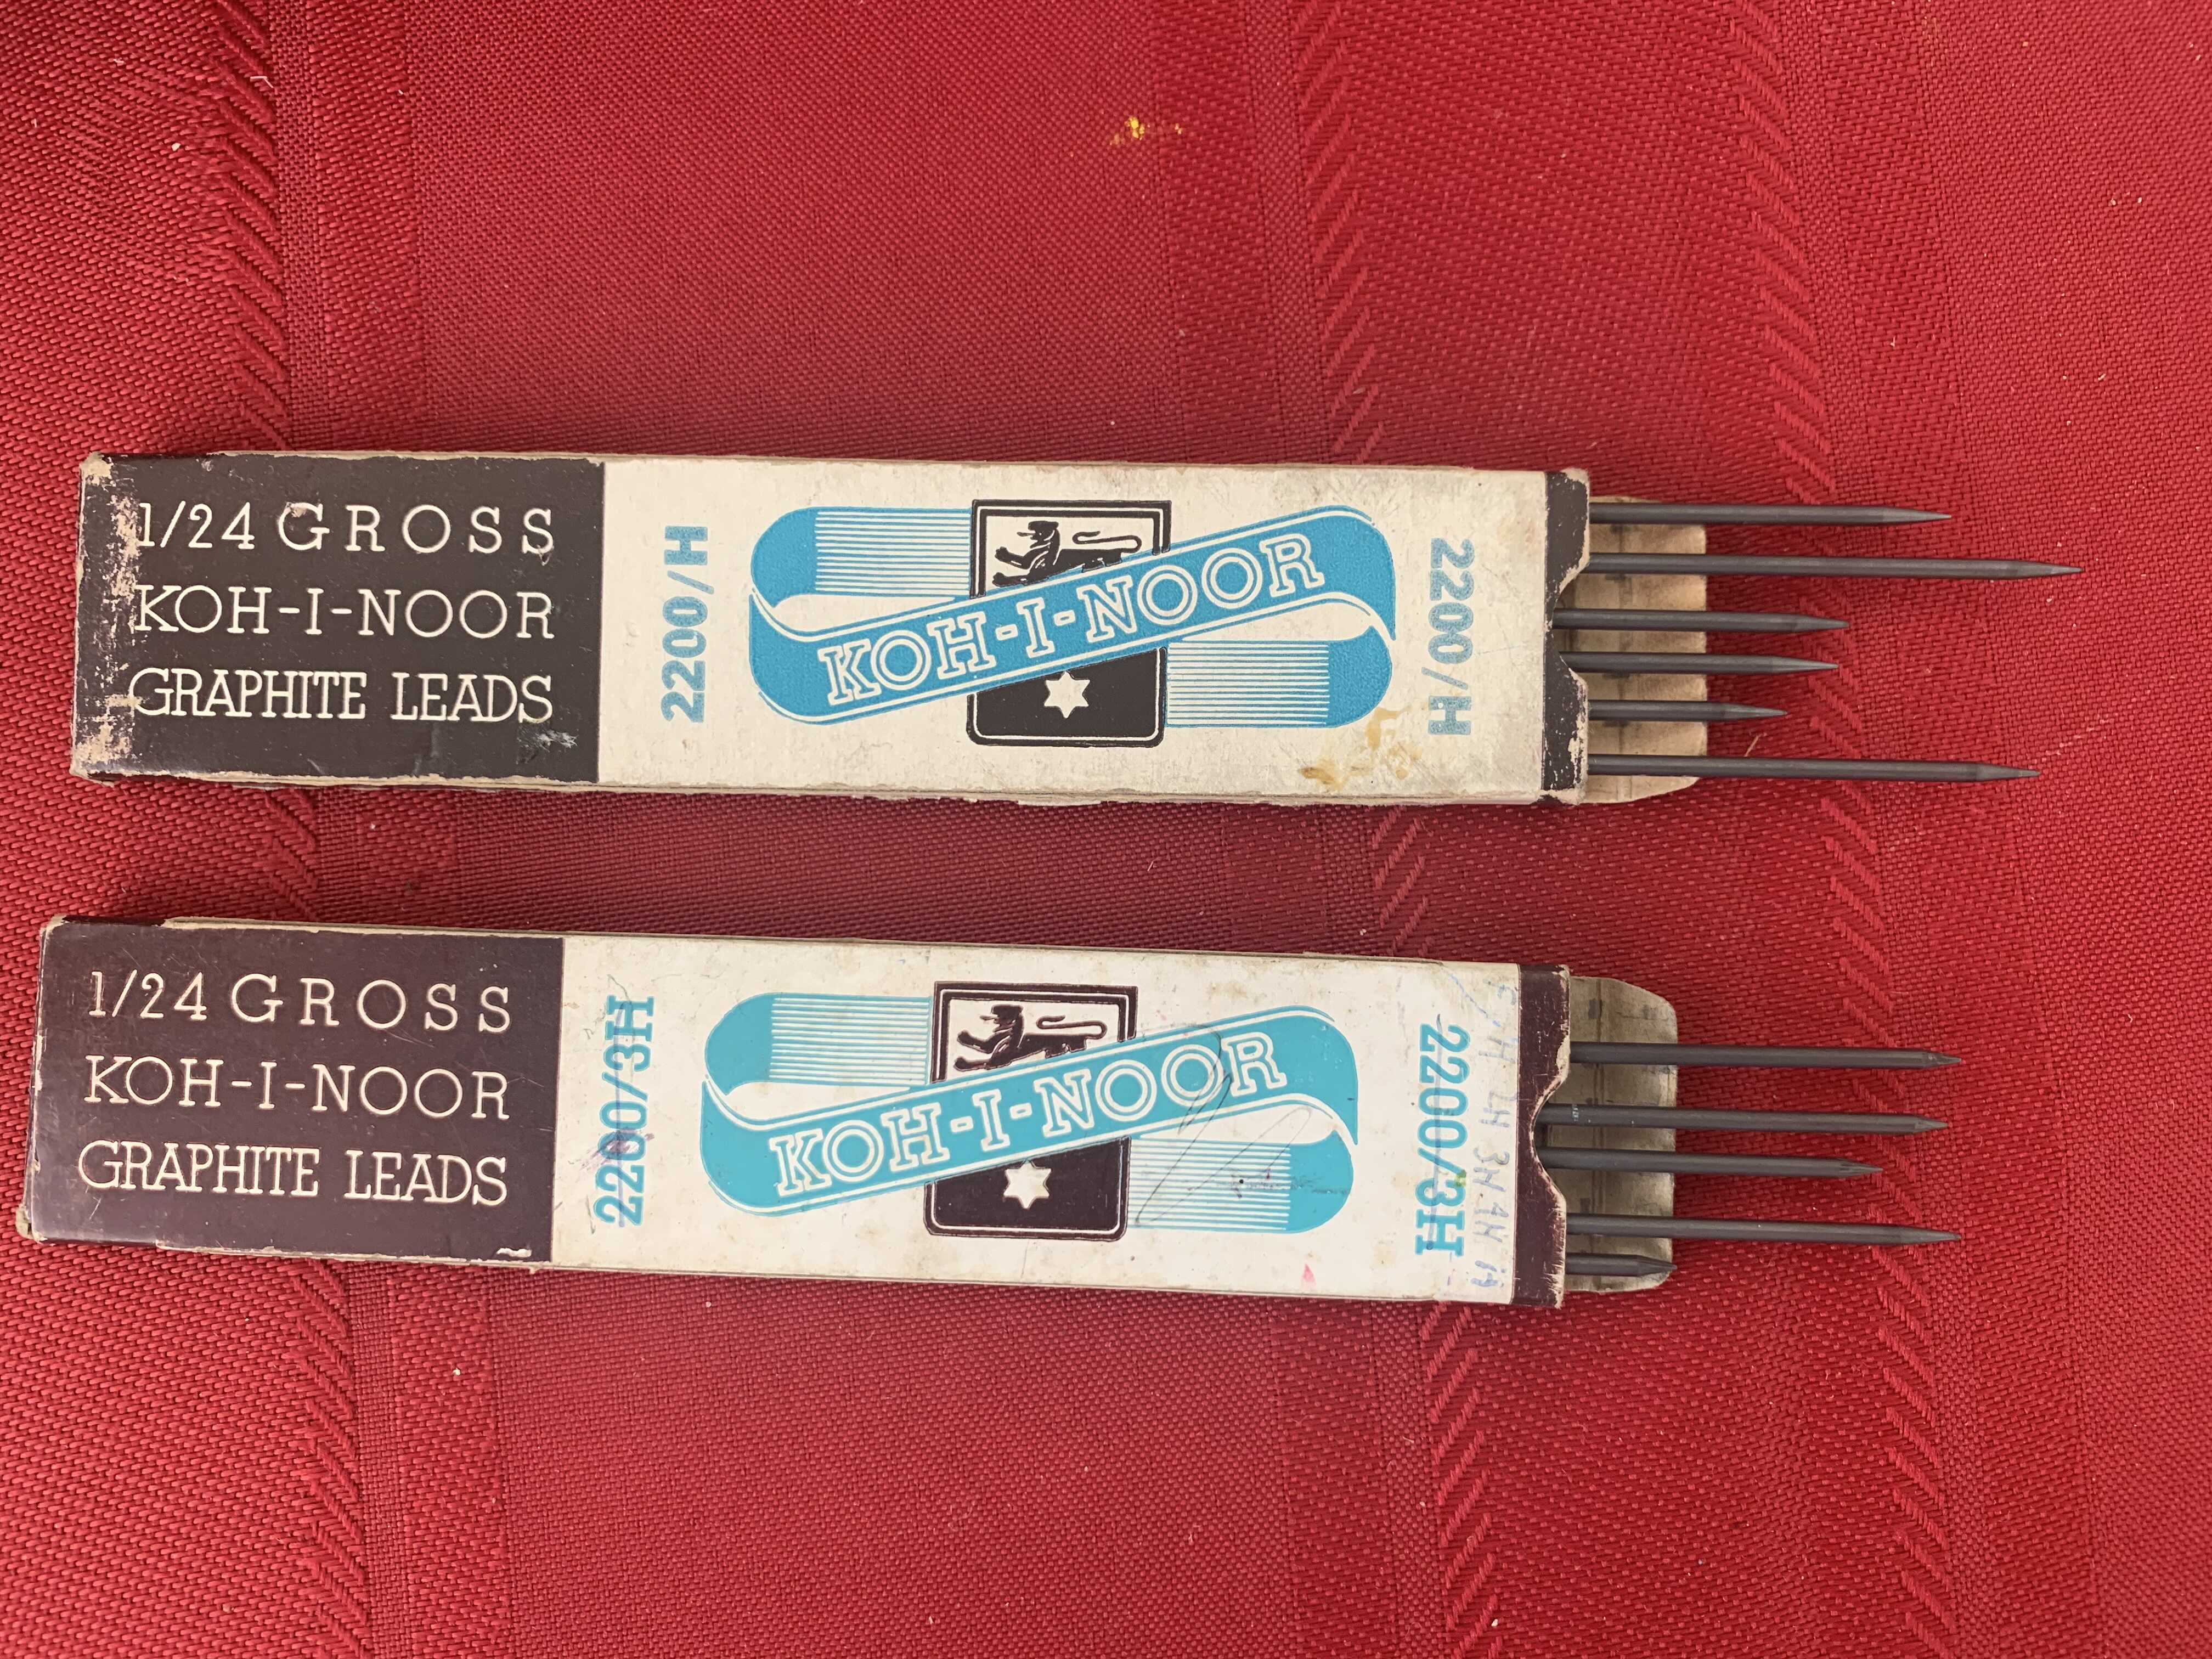 1/24 GROSS
KOH-I-NOOR
GRAPHITE LEADS
2200/H
KOH-I-NOOR
2200/H
1/24 GROSS
KOH-I-NOOR
GRAPHITE LEADS
2200/3H
KOH-I-NOOR
2200/3H